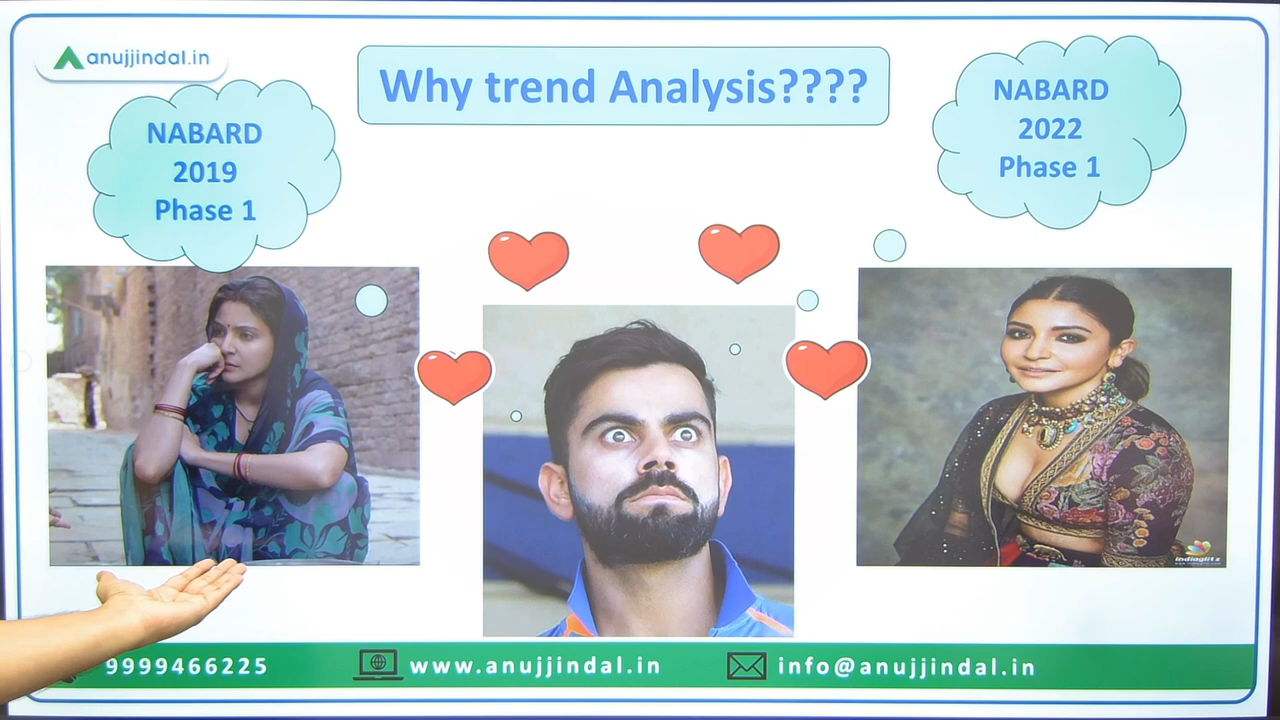 anujjindal.in
Why trend Analysis????
NABARD
2019
Phase 1
NABARD
2022
Phase 1
indiaglitz
9999466225
www.anujjindal.in
info@anujjindal.in